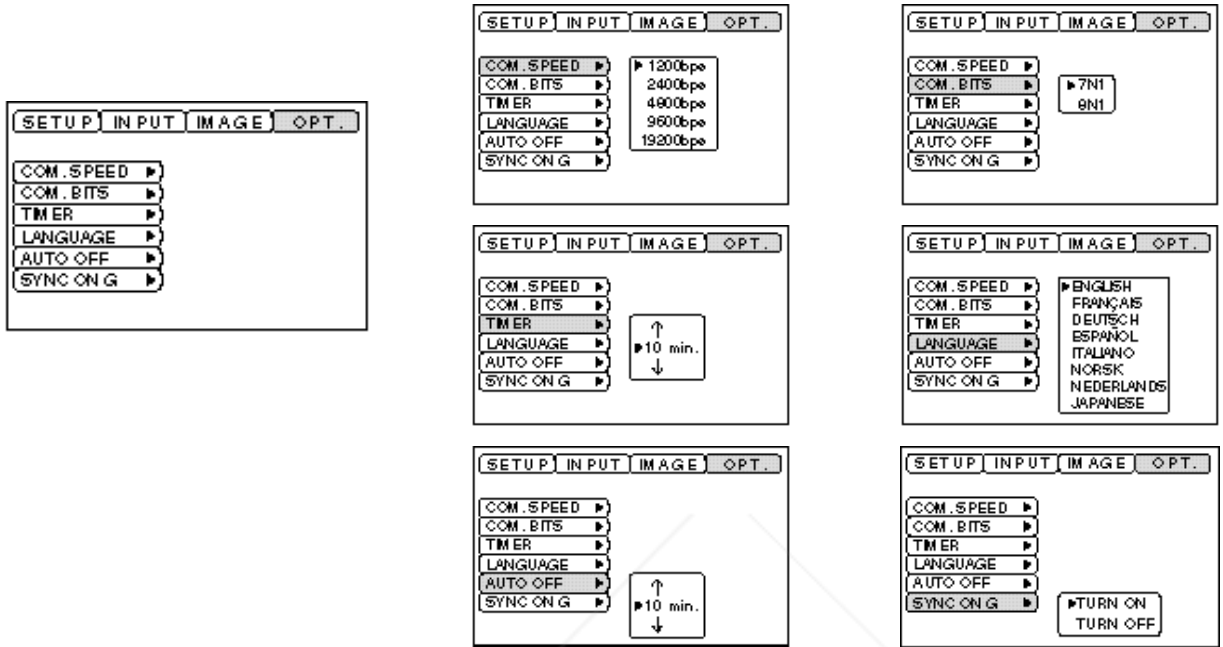 SETUP INPUT IMAGE OPT.
COM.SPEED
COM.BITS
TIMER
LANGUAGE
AUTO OFF
SYNC ON G
SETUP INPUT IMAGE OPT.
COM.SPEED
COM.BITS
TIMER
LANGUAGE
AUTO OFF
SYNC ON G
1200bps
2400bps
4800bps
9600bps
19200bps
SETUP INPUT IMAGE OPT.
COM.SPEED
COM.BITS
TIMER
LANGUAGE
AUTO OFF
SYNC ON G
7N1
8N1
SETUP INPUT IMAGE OPT.
COM.SPEED
COM.BITS
TIMER
LANGUAGE
AUTO OFF
SYNC ON G
↑
10 min.
↓
SETUP INPUT IMAGE OPT.
COM.SPEED
COM.BITS
TIMER
LANGUAGE
AUTO OFF
SYNC ON G
ENGLISH
FRANÇAIS
DEUTSCH
ESPAÑOL
ITALIANO
NORSK
NEDERLANDS
JAPANESE
SETUP INPUT IMAGE OPT.
COM.SPEED
COM.BITS
TIMER
LANGUAGE
AUTO OFF
SYNC ON G
↑
10 min.
↓
SETUP INPUT IMAGE OPT.
COM.SPEED
COM.BITS
TIMER
LANGUAGE
AUTO OFF
SYNC ON G
TURN ON
TURN OFF